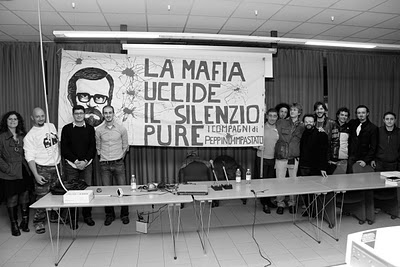 LA MAFIA
UCCIDE
IL SILENZIO
PURE
I COMPAGNI di
PEPPINO IMPASTATO